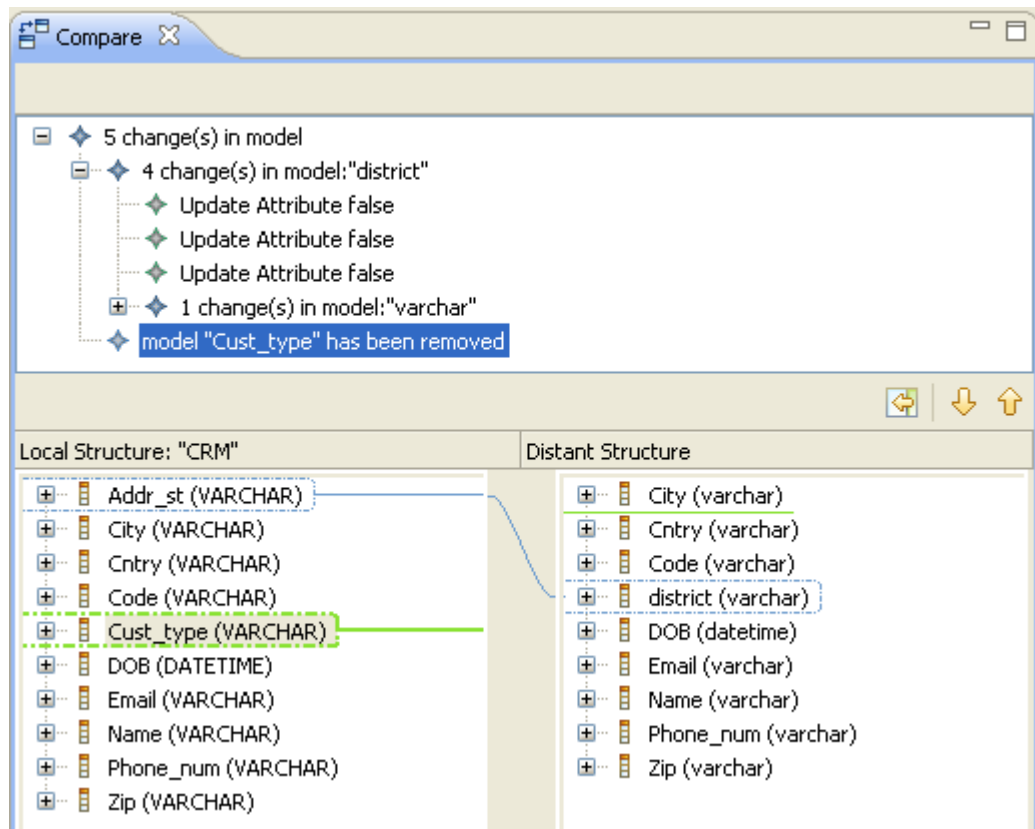 Compare
5 change(s) in model
4 change(s) in model:"district"
Update Attribute false
Update Attribute false
Update Attribute false
1 change(s) in model:"varchar"
model "Cust_type" has been removed
Local Structure: "CRM"
Distant Structure
Addr_st (VARCHAR)
City (VARCHAR)
Cntry (VARCHAR)
Code (VARCHAR)
Cust_type (VARCHAR)
DOB (DATETIME)
Email (VARCHAR)
Name (VARCHAR)
Phone_num (VARCHAR)
Zip (VARCHAR)
City (varchar)
Cntry (varchar)
Code (varchar)
district (varchar)
DOB (datetime)
Email (varchar)
Name (varchar)
Phone_num (varchar)
Zip (varchar)